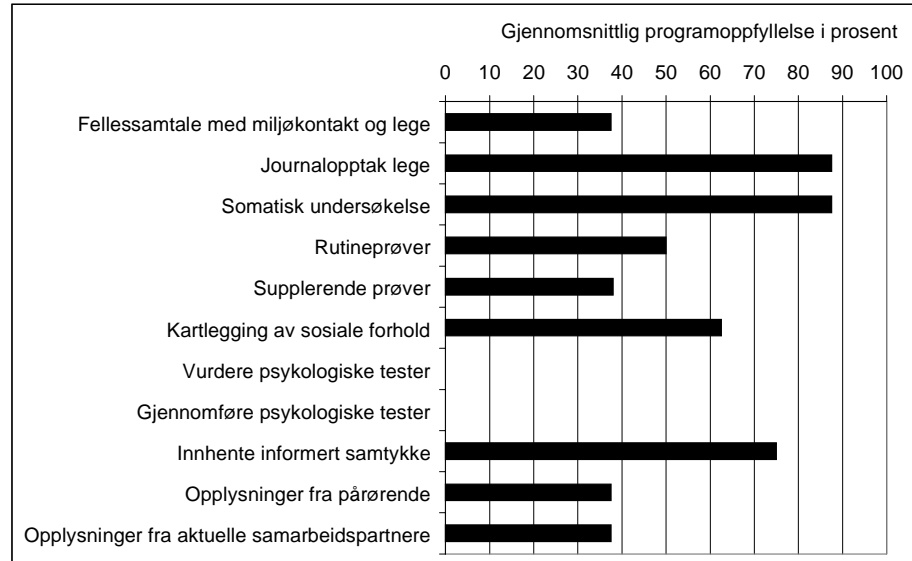 Gjennomsnittlig programoppfyllelse i prosent
0 10 20 30 40 50 60 70 80 90 100
Fellessamtale med miljøkontakt og lege
Journalopptak lege
Somatisk undersøkelse
Rutineprøver
Supplerende prøver
Kartlegging av sosiale forhold
Vurdere psykologiske tester
Gjennomføre psykologiske tester
Innhente informert samtykke
Opplysninger fra pårørende
Opplysninger fra aktuelle samarbeidspartnere